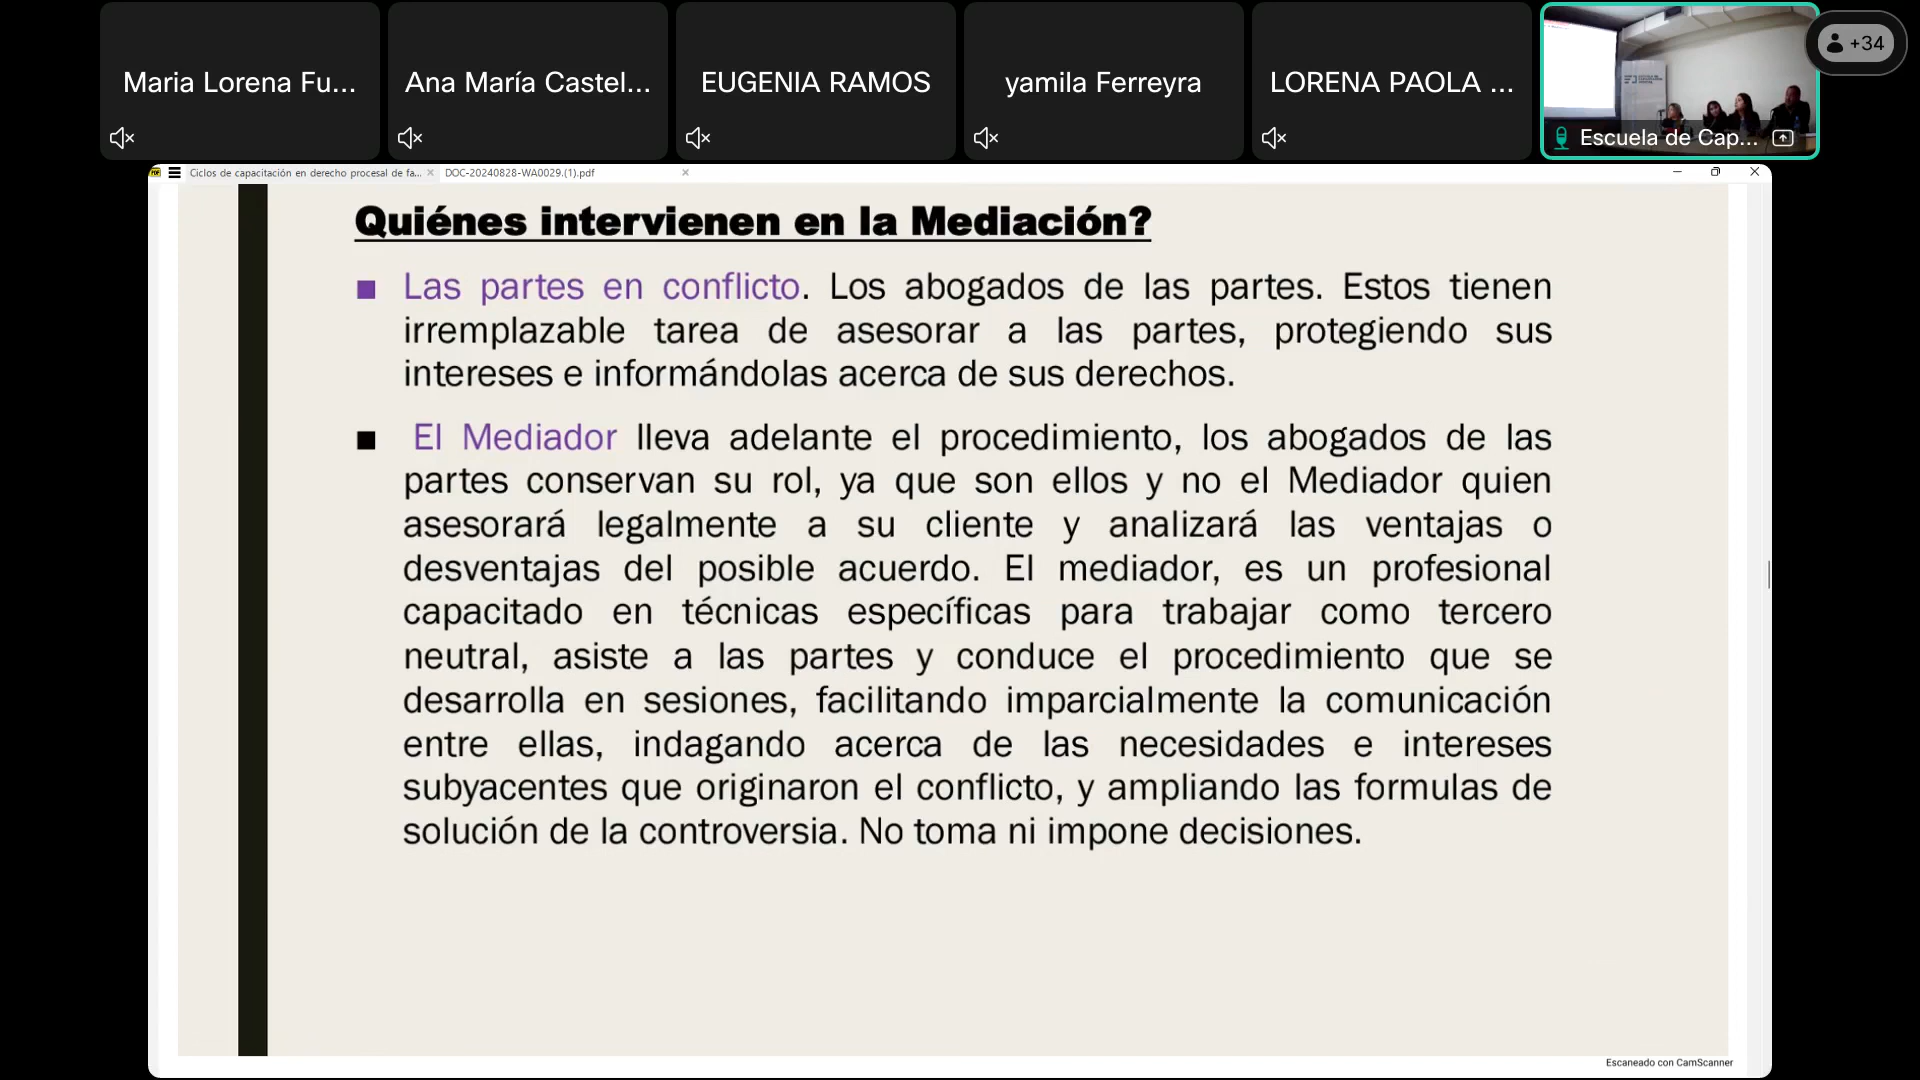 Maria Lorena Fu...
Ana María Castel...
EUGENIA RAMOS
yamila Ferreyra
LORENA PAOLA ...
Escuela de Cap...
+34
Ciclos de capacitación en derecho procesal de fa...
DOC-20240828-WA0029.(1).pdf
Quiénes intervienen en la Mediación?
Las partes en conflicto. Los abogados de las partes. Estos tienen
irremplazable tarea de asesorar a las partes, protegiendo sus
intereses e informándolas acerca de sus derechos.
El Mediador lleva adelante el procedimiento, los abogados de las
partes conservan su rol, ya que son ellos y no el Mediador quien
asesorará legalmente a su cliente y analizará las ventajas o
desventajas del posible acuerdo. El mediador, es un profesional
capacitado en técnicas específicas para trabajar como tercero
neutral, asiste a las partes y conduce el procedimiento que se
desarrolla en sesiones, facilitando imparcialmente la comunicación
entre ellas, indagando acerca de las necesidades e intereses
subyacentes que originaron el conflicto, y ampliando las formulas de
solución de la controversia. No toma ni impone decisiones.
Escaneado con CamScanner